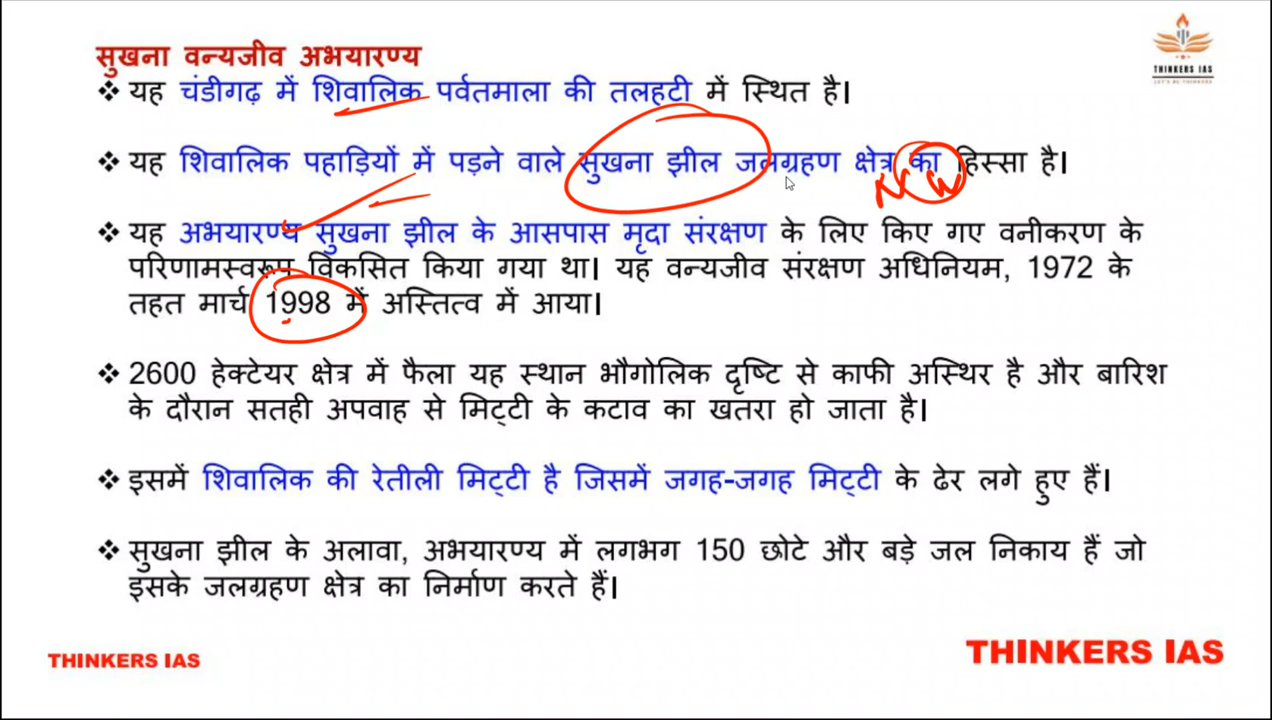 THINKERS IAS
LET'S BE THINKERS
सुखना वन्यजीव अभयारण्य
❖ यह चंडीगढ़ में शिवालिक पर्वतमाला की तलहटी में स्थित है।
❖ यह शिवालिक पहाड़ियों में पड़ने वाले सुखना झील जलग्रहण क्षेत्र का हिस्सा है।
❖ यह अभयारण्य सुखना झील के आसपास मृदा संरक्षण के लिए किए गए वनीकरण के
परिणामस्वरूप विकसित किया गया था। यह वन्यजीव संरक्षण अधिनियम, 1972 के
तहत मार्च 1998 में अस्तित्व में आया।
❖ 2600 हेक्टेयर क्षेत्र में फैला यह स्थान भौगोलिक दृष्टि से काफी अस्थिर है और बारिश
के दौरान सतही अपवाह से मिट्टी के कटाव का खतरा हो जाता है।
❖ इसमें शिवालिक की रेतीली मिट्टी है जिसमें जगह-जगह मिट्टी के ढेर लगे हुए हैं।
❖ सुखना झील के अलावा, अभयारण्य में लगभग 150 छोटे और बड़े जल निकाय हैं जो
इसके जलग्रहण क्षेत्र का निर्माण करते हैं।
THINKERS IAS
THINKERS IAS